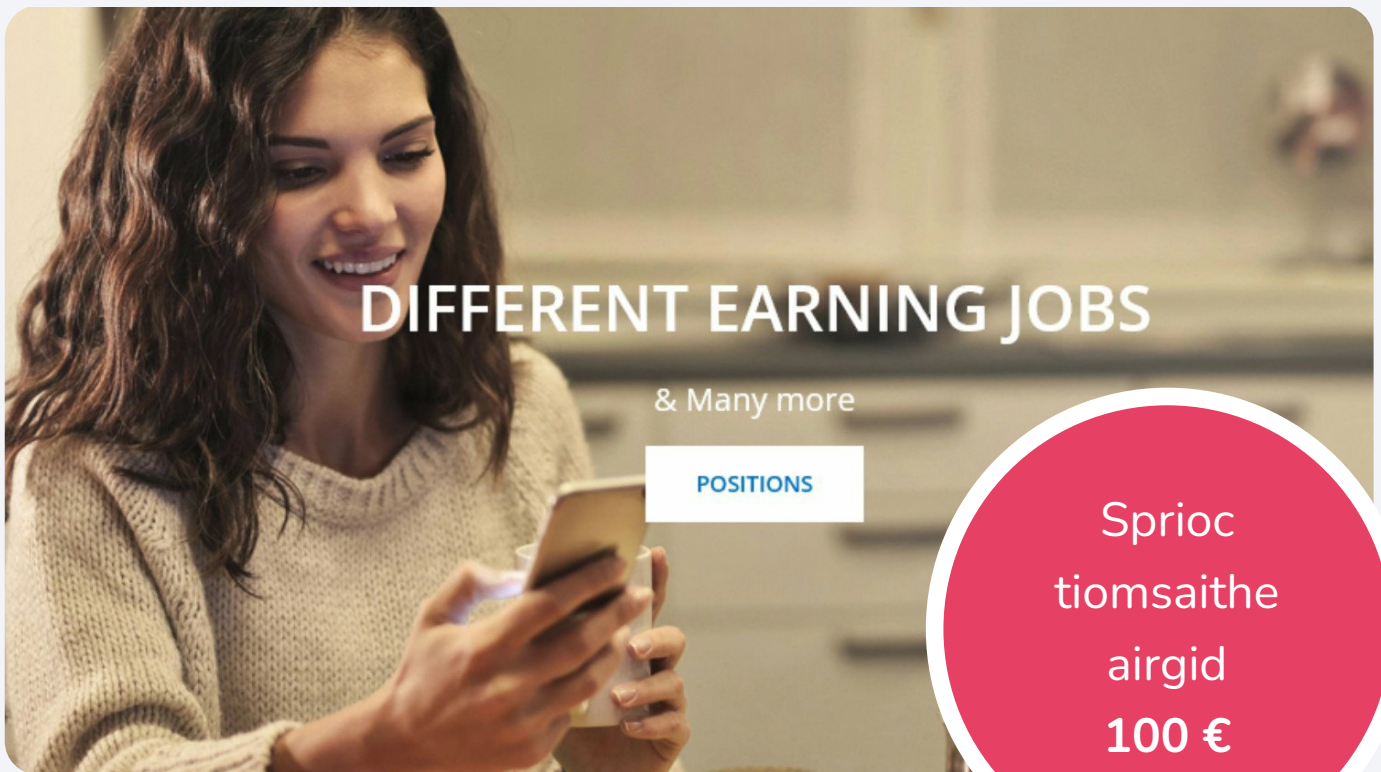 DIFFERENT EARNING JOBS
& Many more
POSITIONS
Sprioc
tiomsaithe
airgid
100 €